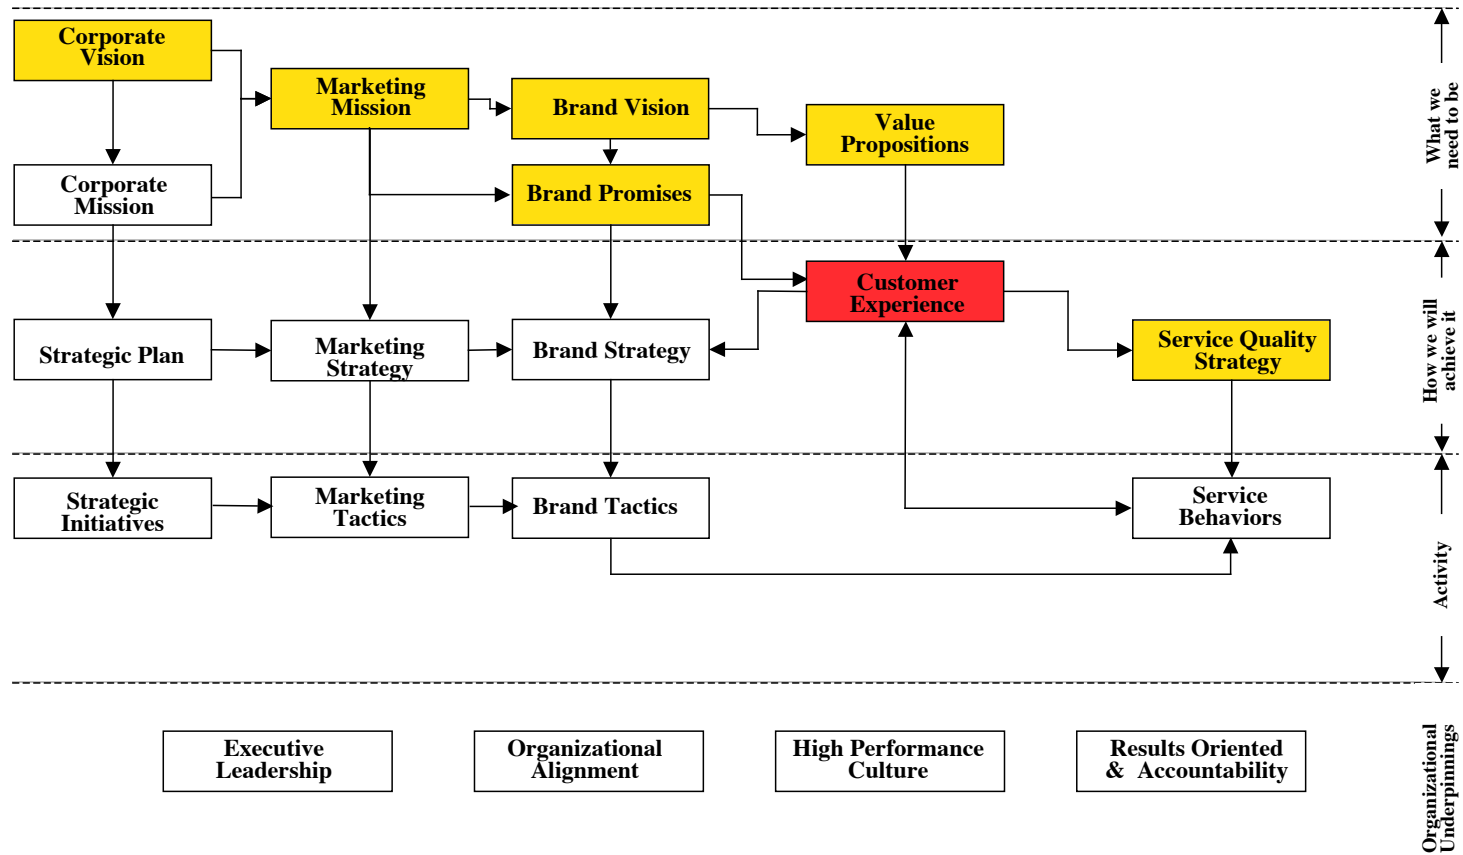 Corporate
Vision
Marketing
Mission
Brand Vision
Value
Propositions
Corporate
Mission
Brand Promises
What we
need to be
Customer
Experience
Strategic Plan
Marketing
Strategy
Brand Strategy
Service Quality
Strategy
How we will
achieve it
Strategic
Initiatives
Marketing
Tactics
Brand Tactics
Service
Behaviors
Activity
Executive
Leadership
Organizational
Alignment
High Performance
Culture
Results Oriented
& Accountability
Organizational
Underpinnings